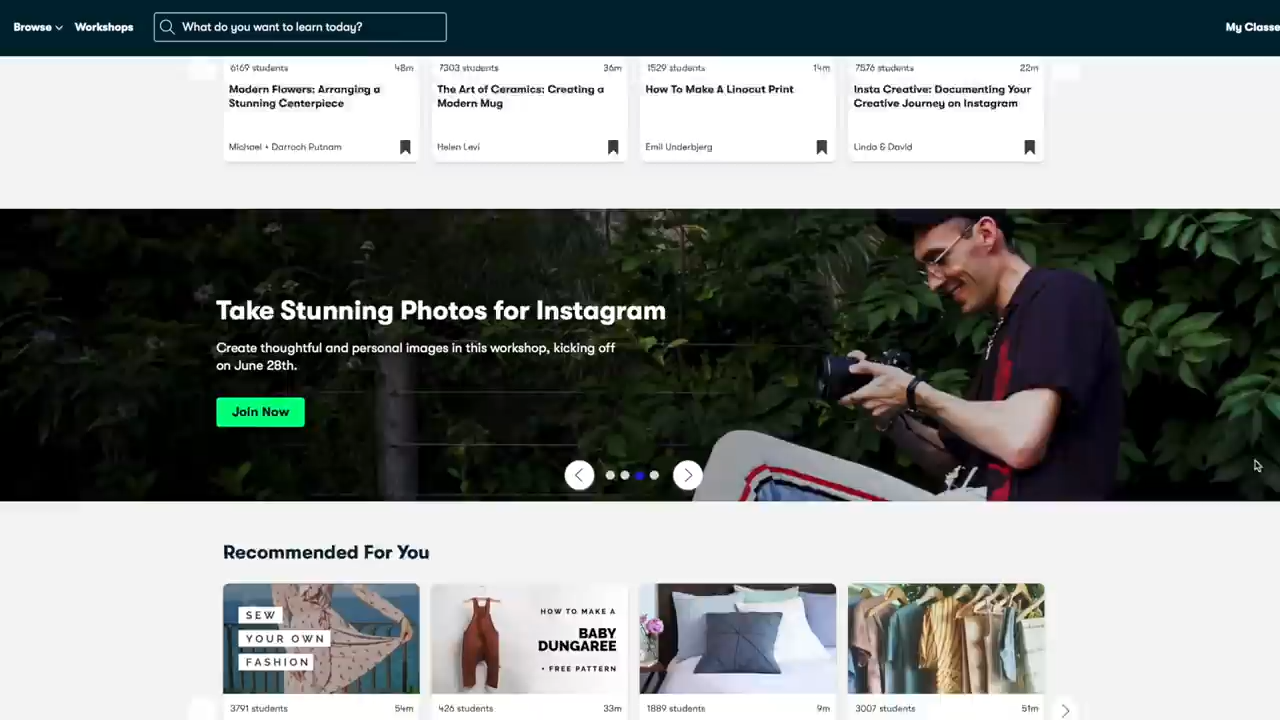 Browse Workshops What do you want to learn today? My Classe
6169 students 48m 7303 students 36m 1529 students 14m 7576 students 22m
Modern Flowers: Arranging a The Art of Ceramics: Creating a How To Make A Linocut Print Insta Creative: Documenting Your
Stunning Centerpiece Modern Mug Creative Journey on Instagram
Michael + Darroch Putnam Helen Levi Emil Underbjerg Linda & David
Take Stunning Photos for Instagram
Create thoughtful and personal images in this workshop, kicking off
on June 28th.
Join Now
Recommended For You
SEW HOW TO MAKE A
YOUR OWN BABY
FASHION DUNGAREE
• FREE PATTERN
3791 students 54m 426 students 33m 1889 students 9m 3007 students 51m